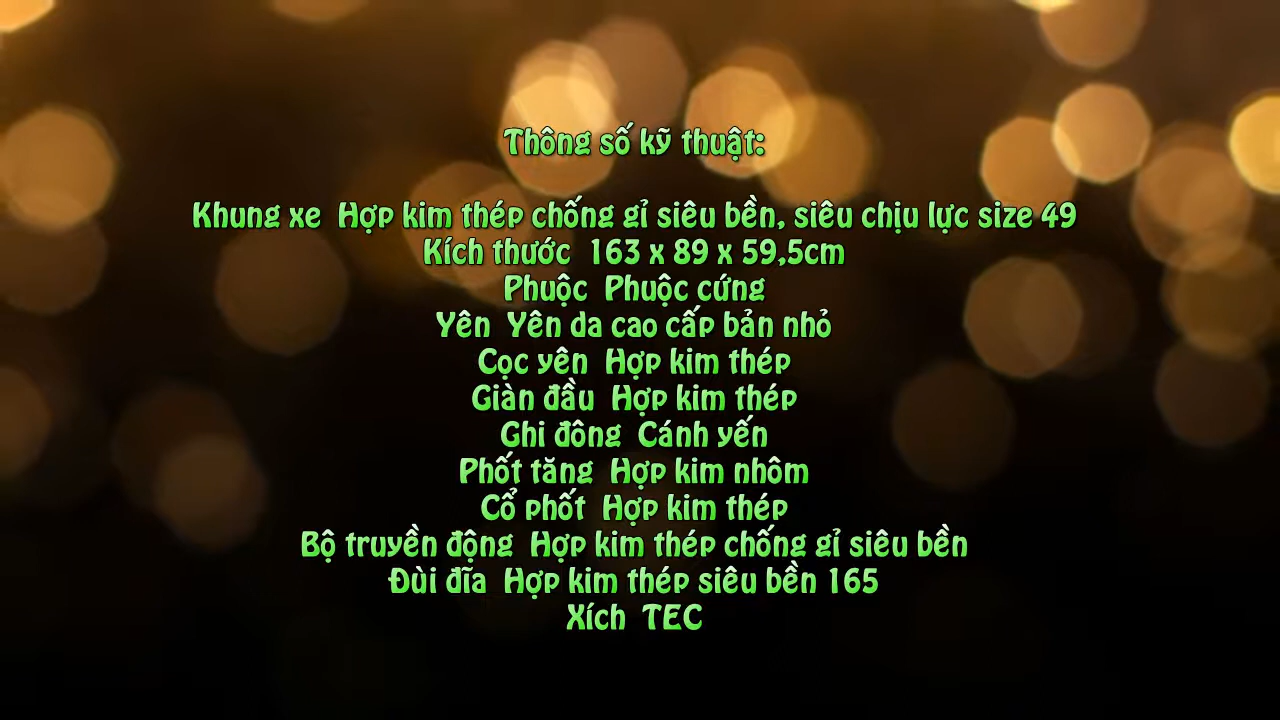 Thông số kỹ thuật:
Khung xe  Hợp kim thép chống gỉ siêu bền, siêu chịu lực size 49
Kích thước  163 x 89 x 59,5cm
Phuộc  Phuộc cứng
Yên  Yên da cao cấp bản nhỏ
Cọc yên  Hợp kim thép
Giàn đầu  Hợp kim thép
Ghi đông  Cánh yến
Phốt tăng  Hợp kim nhôm
Cổ phốt  Hợp kim thép
Bộ truyền động  Hợp kim thép chống gỉ siêu bền
Đùi đĩa  Hợp kim thép siêu bền 165
Xích  TEC